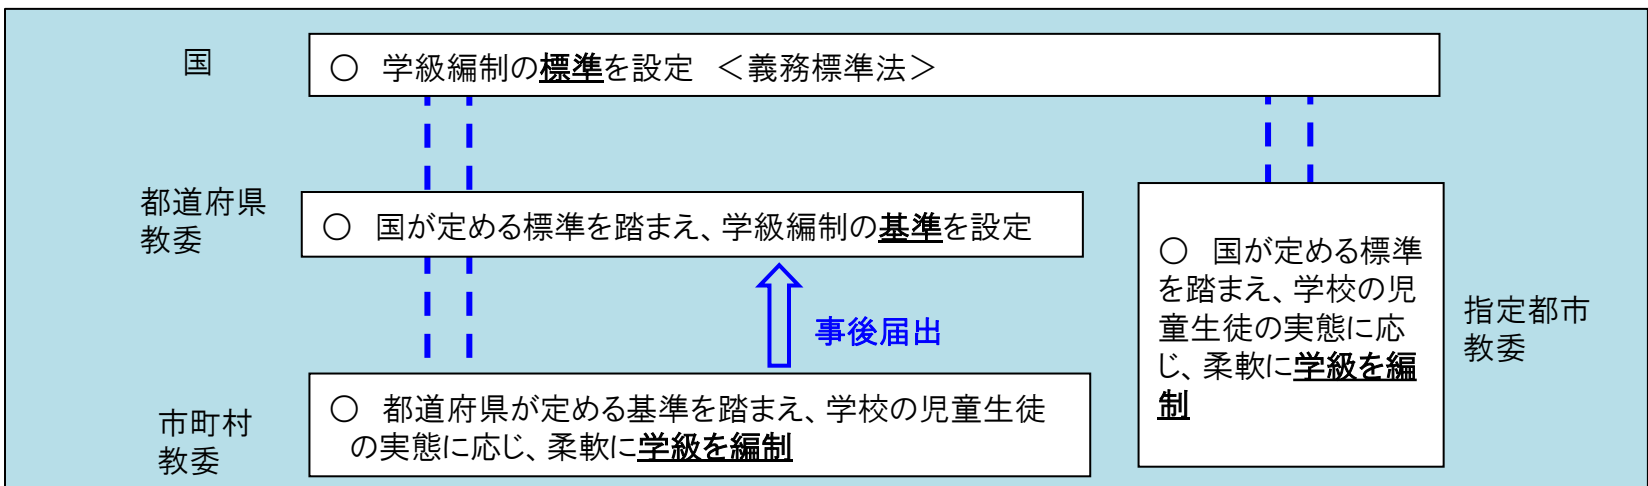 国
○　学級編制の標準を設定　＜義務標準法＞
都道府県
教委
○　国が定める標準を踏まえ、学級編制の基準を設定
事後届出
市町村
教委
○　都道府県が定める基準を踏まえ、学校の児童生徒
の実態に応じ、柔軟に学級を編制
○　国が定める標準
を踏まえ、学校の児
童生徒の実態に応
じ、柔軟に学級を編
制
指定都市
教委